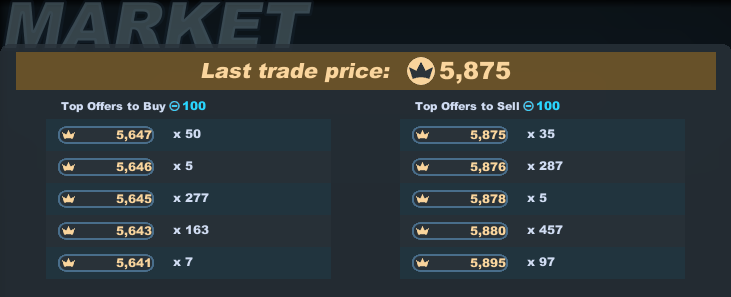 MARKET
Last trade price: 5,875
Top Offers to Buy 100
5,647 x 50
5,646 x 5
5,645 x 277
5,643 x 163
5,641 x 7
Top Offers to Sell 100
5,875 x 35
5,876 x 287
5,878 x 5
5,880 x 457
5,895 x 97